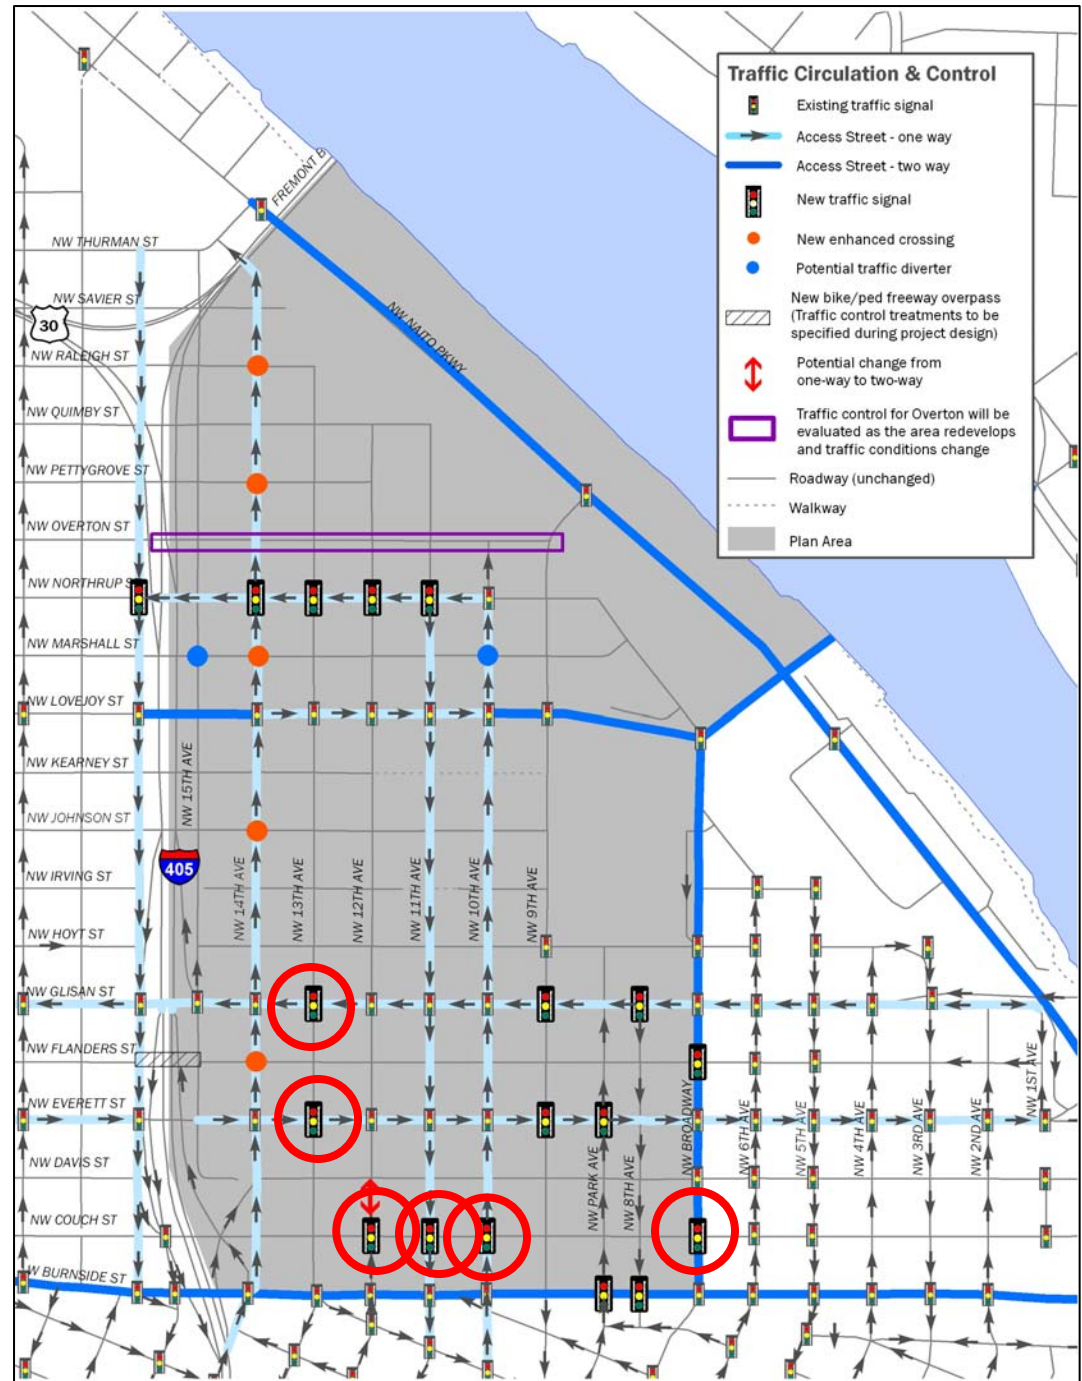 Traffic Circulation & Control
Existing traffic signal
Access Street - one way
Access Street - two way
New traffic signal
New enhanced crossing
Potential traffic diverter
New bike/ped freeway overpass
(Traffic control treatments to be
specified during project design)
Potential change from
one-way to two-way
Traffic control for Overton will be
evaluated as the area redevelops
and traffic conditions change
Roadway (unchanged)
Walkway
Plan Area
FREMONT B
NW THURMAN ST
NW SAVIER ST
30
NW NAITO PKWY
NW RALEIGH ST
NW QUIMBY ST
NW PETTYGROVE ST
NW OVERTON ST
NW NORTHRUP S
NW MARSHALL ST
NW LOVEJOY ST
NW KEARNEY ST
NW 15TH AVE
NW JOHNSON ST
405
NW IRVING ST
NW 14TH AVE
NW 13TH AVE
NW 12TH AVE
NW 11TH AVE
NW 10TH AVE
NW 9TH AVE
NW HOYT ST
NW GLISAN ST
NW FLANDERS ST
NW EVERETT ST
NW BROADWAY
NW 6TH AVE
NW 5TH AVE
NW 4TH AVE
NW 3RD AVE
NW 2ND AVE
NW 1ST AVE
NW DAVIS ST
NW PARK AVE
NW 8TH AVE
NW COUCH ST
W BURNSIDE ST